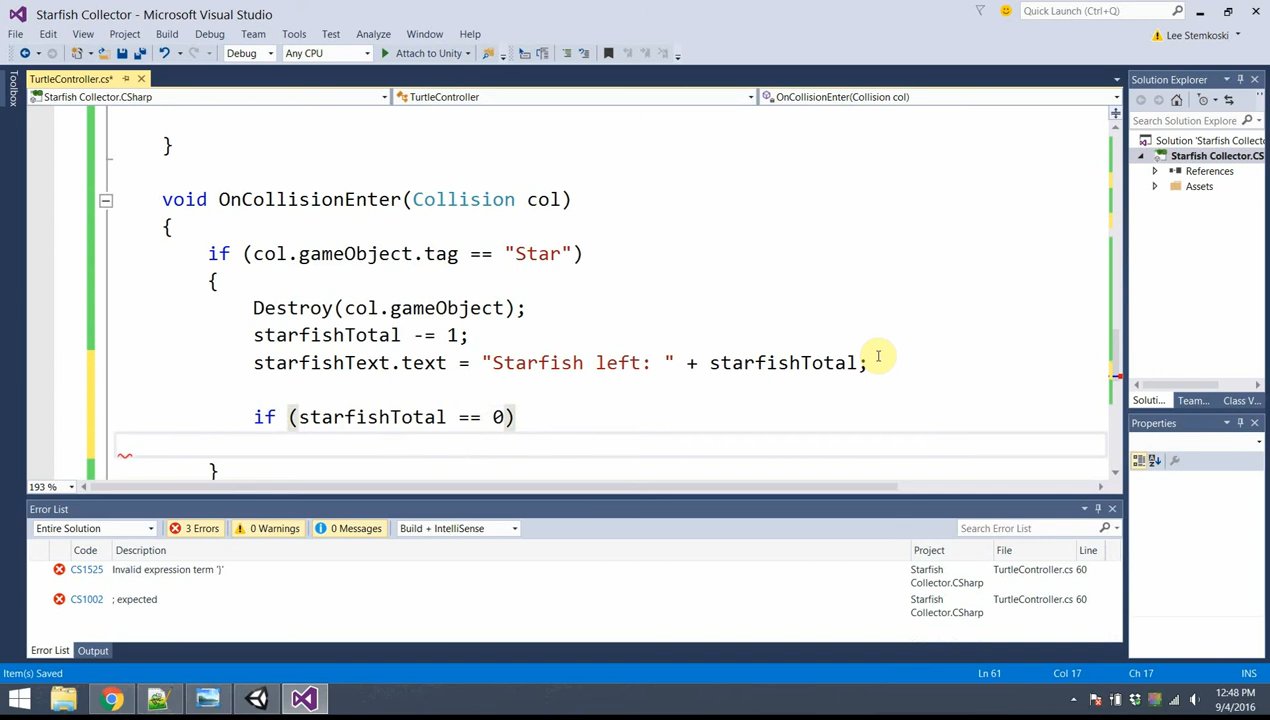 Starfish Collector - Microsoft Visual Studio
Quick Launch (Ctrl+Q)
File Edit View Project Build Debug Team Tools Test Analyze Window Help
Lee Stemkoski
Debug Any CPU Attach to Unity
Toolbox
TurtleController.cs*
Starfish Collector.CSharp TurtleController OnCollisionEnter(Collision col)
}
void OnCollisionEnter(Collision col)
{
if (col.gameObject.tag == "Star")
{
Destroy(col.gameObject);
starfishTotal -= 1;
starfishText.text = "Starfish left: " + starfishTotal;
if (starfishTotal == 0)
}
193 %
Solution Explorer
Search Solution Explore
Solution 'Starfish Collect
Starfish Collector.CS
References
Assets
Soluti... Team... Class V...
Properties
Error List
Entire Solution 3 Errors 0 Warnings 0 Messages Build + IntelliSense Search Error List
Code Description Project File Line
CS1525 Invalid expression term '}' Starfish Collector.CSharp TurtleController.cs 60
CS1002 ; expected Starfish Collector.CSharp TurtleController.cs 60
Error List Output
Item(s) Saved Ln 61 Col 17 Ch 17 INS
12:48 PM
9/4/2016